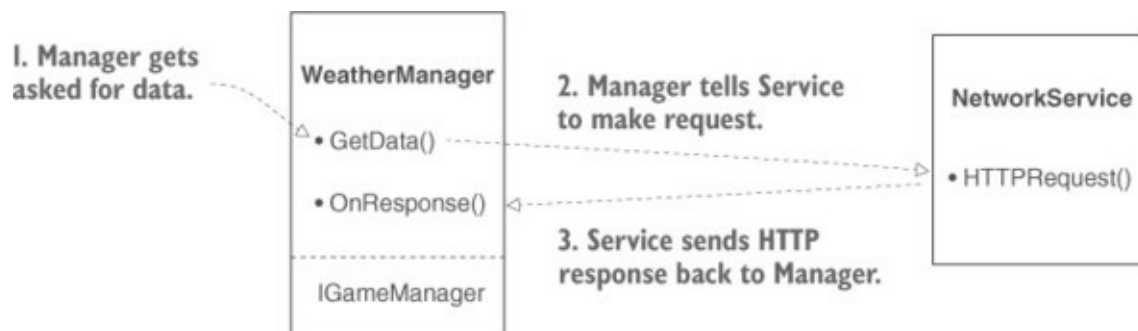 1. Manager gets
asked for data.
WeatherManager
• GetData()
• OnResponse()
IGameManager
2. Manager tells Service
to make request.
3. Service sends HTTP
response back to Manager.
NetworkService
• HTTPRequest()